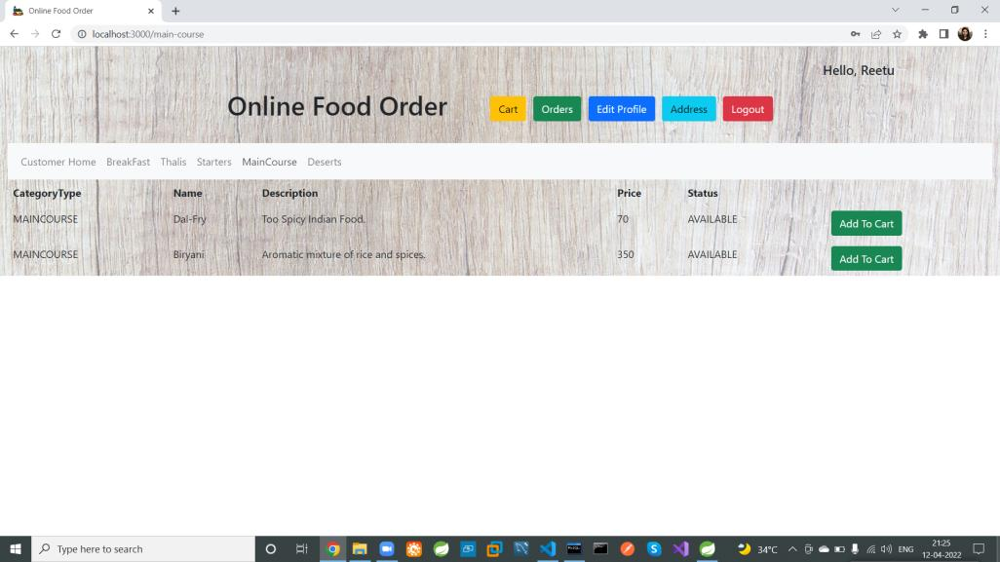 Online Food Order
localhost:3000/main-course
Hello, Reetu
Online Food Order Cart Orders Edit Profile Address Logout
Customer Home BreakFast Thalis Starters MainCourse Deserts
CategoryType Name Description Price Status
MAINCOURSE Dal-Fry Too Spicy Indian Food. 70 AVAILABLE Add To Cart
MAINCOURSE Biryani Aromatic mixture of rice and spices. 350 AVAILABLE Add To Cart
Type here to search 34°C ENG 21:25
12-04-2022